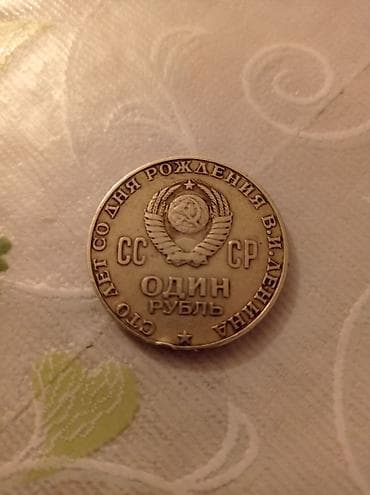 СТО ЛЕТ СО ДНЯ РОЖДЕНИЯ В.И.ЛЕНИНА
СС СР
ОДИН
РУБЛЬ